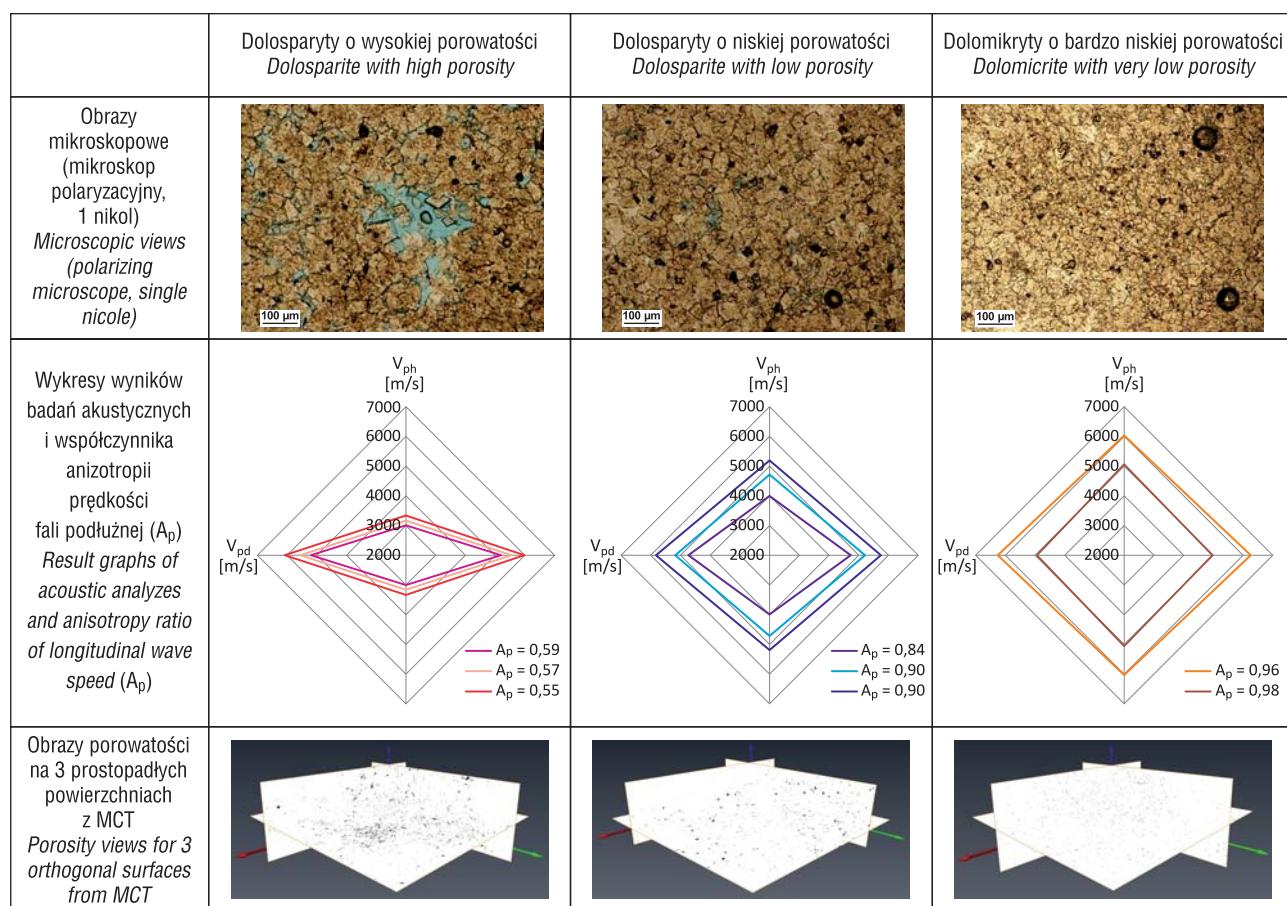 Dolosparyty o wysokiej porowatości
Dolosparite with high porosity
Dolosparyty o niskiej porowatości
Dolosparite with low porosity
Dolomikryty o bardzo niskiej porowatości
Dolomicrite with very low porosity
Obrazy
mikroskopowe
(mikroskop
polaryzacyjny,
1 nikol)
Microscopic views
(polarizing
microscope, single
nicole)
100 µm
100 µm
100 µm
Wykresy wyników
badań akustycznych
i współczynnika
anizotropii
prędkości
fali podłużnej (Ap)
Result graphs of
acoustic analyzes
and anisotropy ratio
of longitudinal wave
speed (Ap)
Vph
[m/s]
7000
6000
5000
4000
3000
2000
Vpd
[m/s]
Ap = 0,59
Ap = 0,57
Ap = 0,55
Vph
[m/s]
7000
6000
5000
4000
3000
2000
Vpd
[m/s]
Ap = 0,84
Ap = 0,90
Ap = 0,90
Vph
[m/s]
7000
6000
5000
4000
3000
2000
Vpd
[m/s]
Ap = 0,96
Ap = 0,98
Obrazy porowatości
na 3 prostopadłych
powierzchniach
z MCT
Porosity views for 3
orthogonal surfaces
from MCT